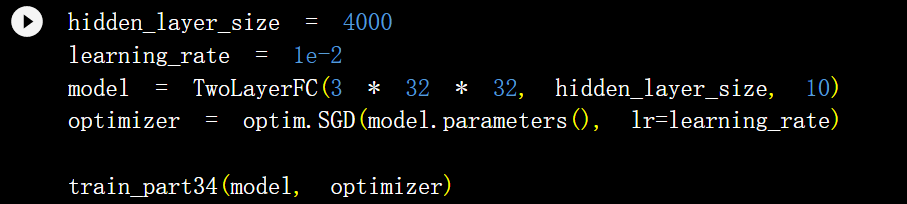 hidden_layer_size = 4000
learning_rate = 1e-2
model = TwoLayerFC(3 * 32 * 32, hidden_layer_size, 10)
optimizer = optim.SGD(model.parameters(), lr=learning_rate)
train_part34(model, optimizer)